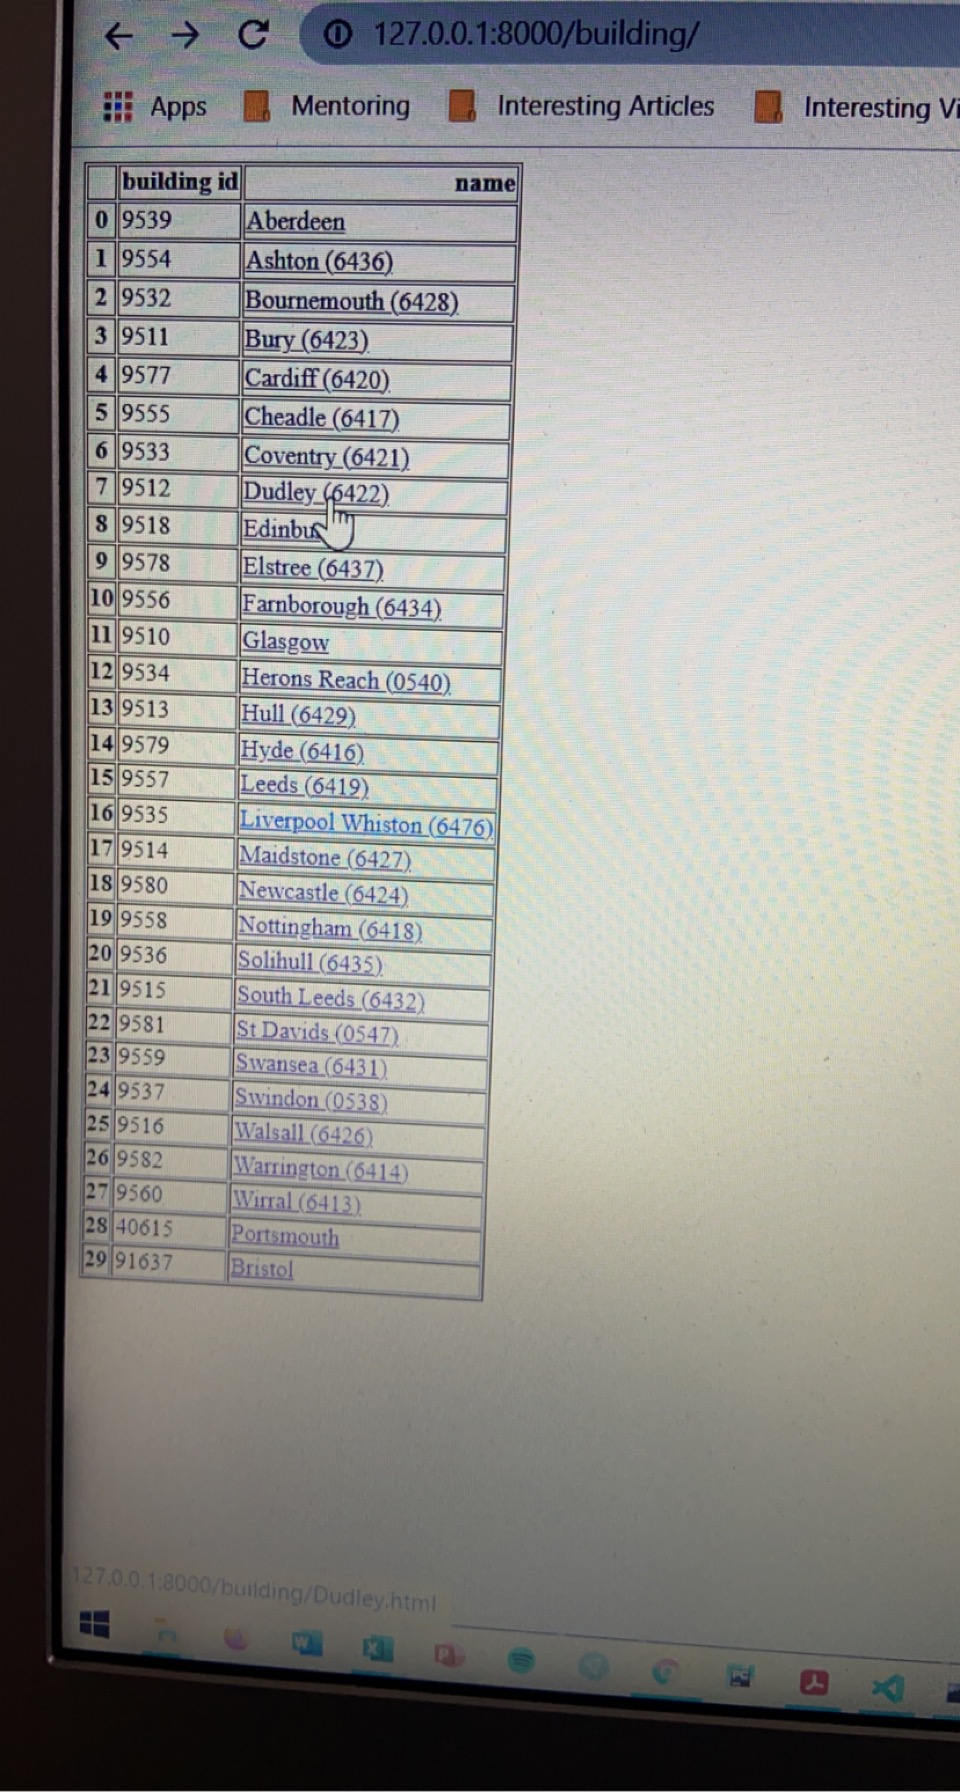 127.0.0.1:8000/building/
Apps Mentoring Interesting Articles Interesting Vi
building id name
0 9539 Aberdeen
1 9554 Ashton (6436)
2 9532 Bournemouth (6428)
3 9511 Bury (6423)
4 9577 Cardiff (6420)
5 9555 Cheadle (6417)
6 9533 Coventry (6421)
7 9512 Dudley (6422)
8 9518 Edinbu
9 9578 Elstree (6437)
10 9556 Farnborough (6434)
11 9510 Glasgow
12 9534 Herons Reach (0540)
13 9513 Hull (6429)
14 9579 Hyde (6416)
15 9557 Leeds (6419)
16 9535 Liverpool Whiston (6476)
17 9514 Maidstone (6427)
18 9580 Newcastle (6424)
19 9558 Nottingham (6418)
20 9536 Solihull (6435)
21 9515 South Leeds (6432)
22 9581 St Davids (0547)
23 9559 Swansea (6431)
24 9537 Swindon (0538)
25 9516 Walsall (6426)
26 9582 Warrington (6414)
27 9560 Wirral (6413)
28 40615 Portsmouth
29 91637 Bristol
127.0.0.1:8000/building/Dudley.html